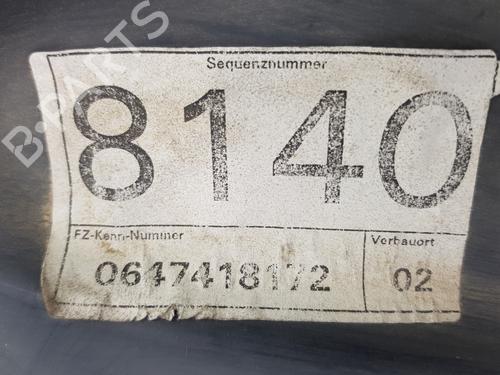 B-PARTS
Sequenznummer
8140
FZ-Kenn-Nummer
Verbauort
0647418172
02